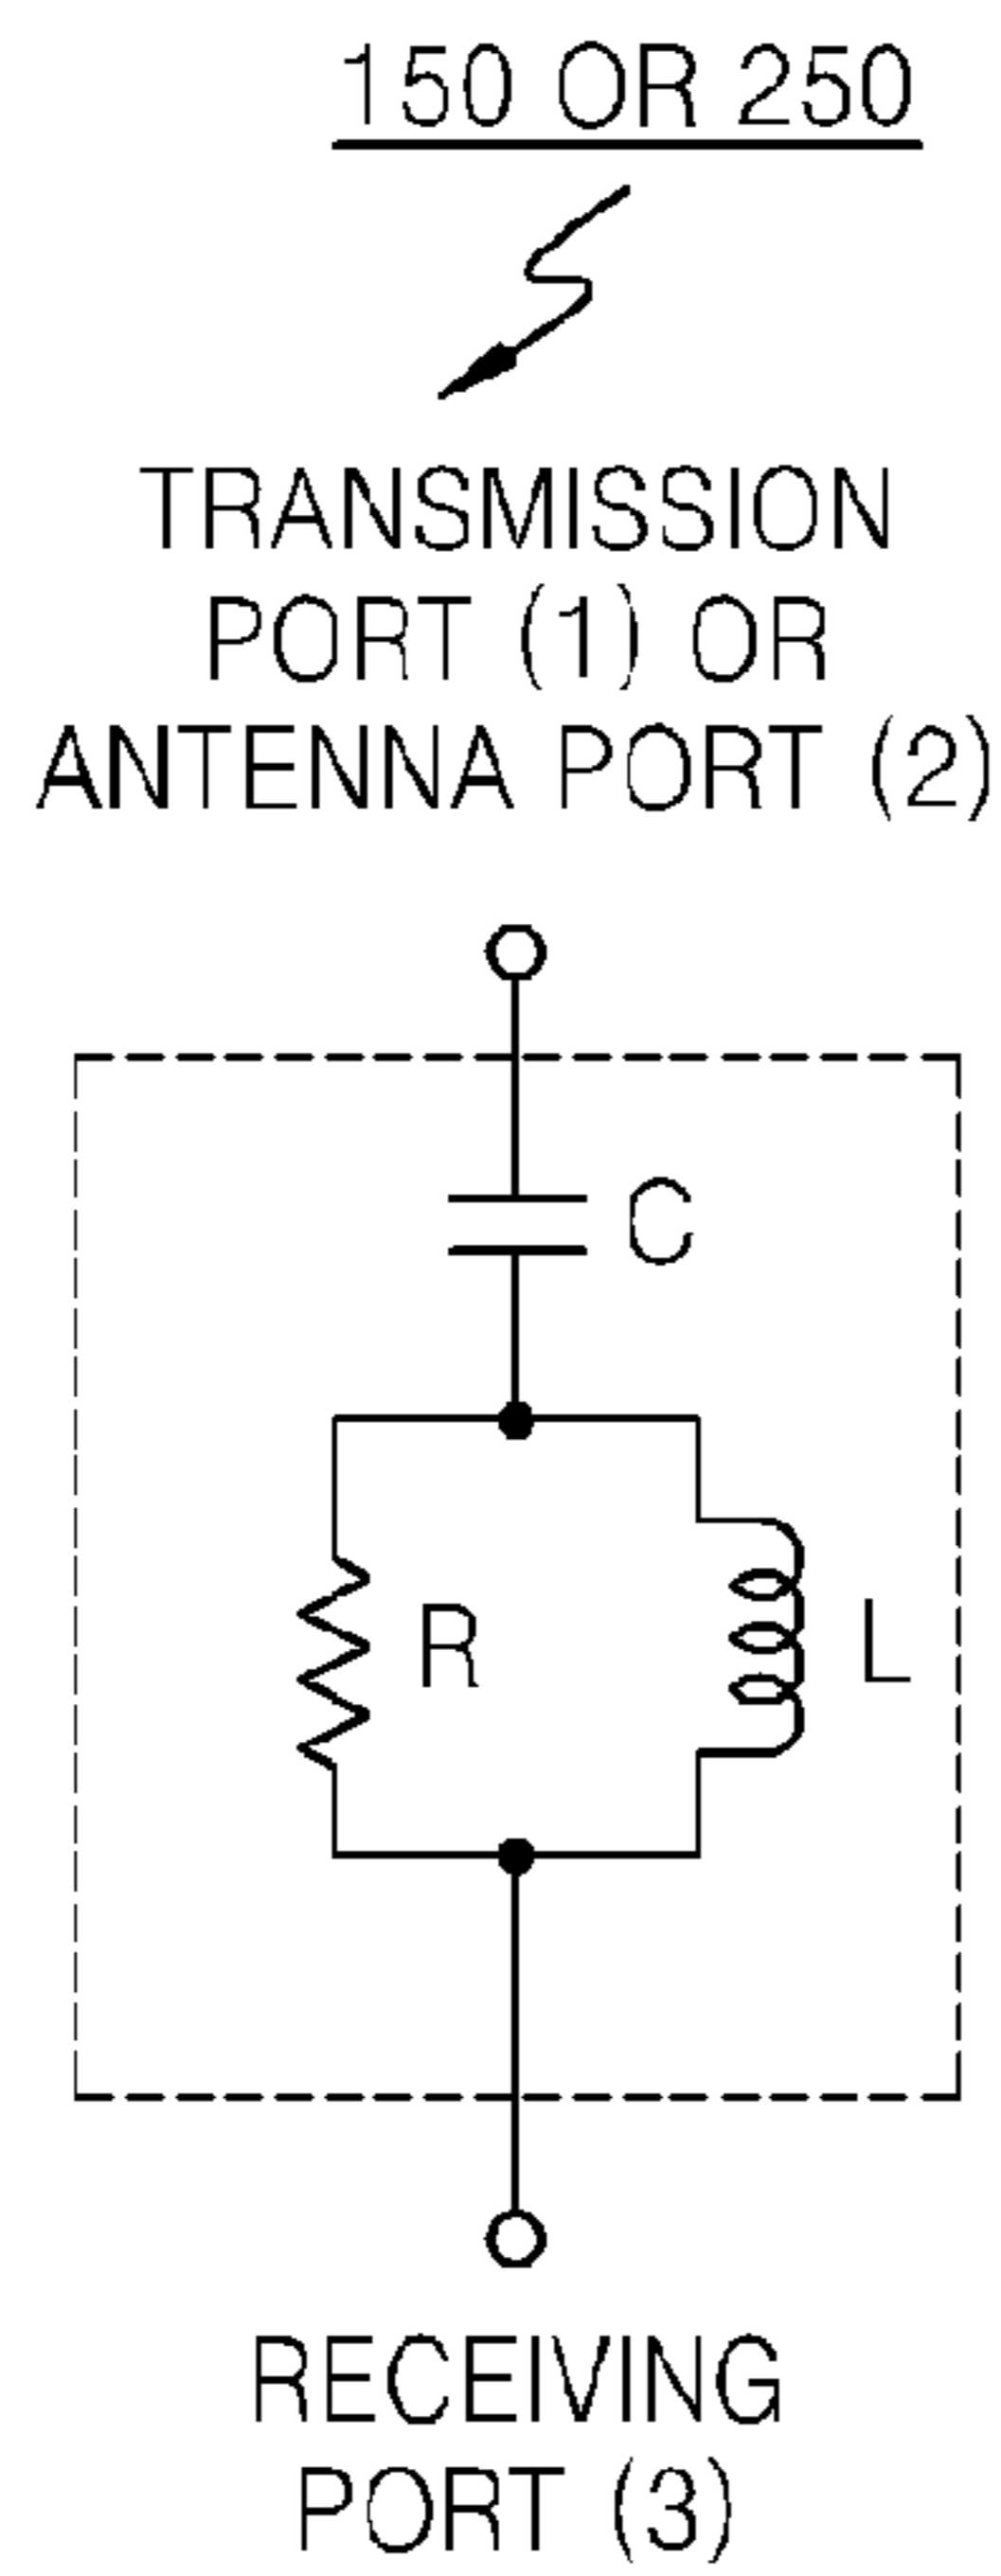 150 OR 250
TRANSMISSION
PORT (1) OR
ANTENNA PORT (2)
C
R
L
RECEIVING
PORT (3)